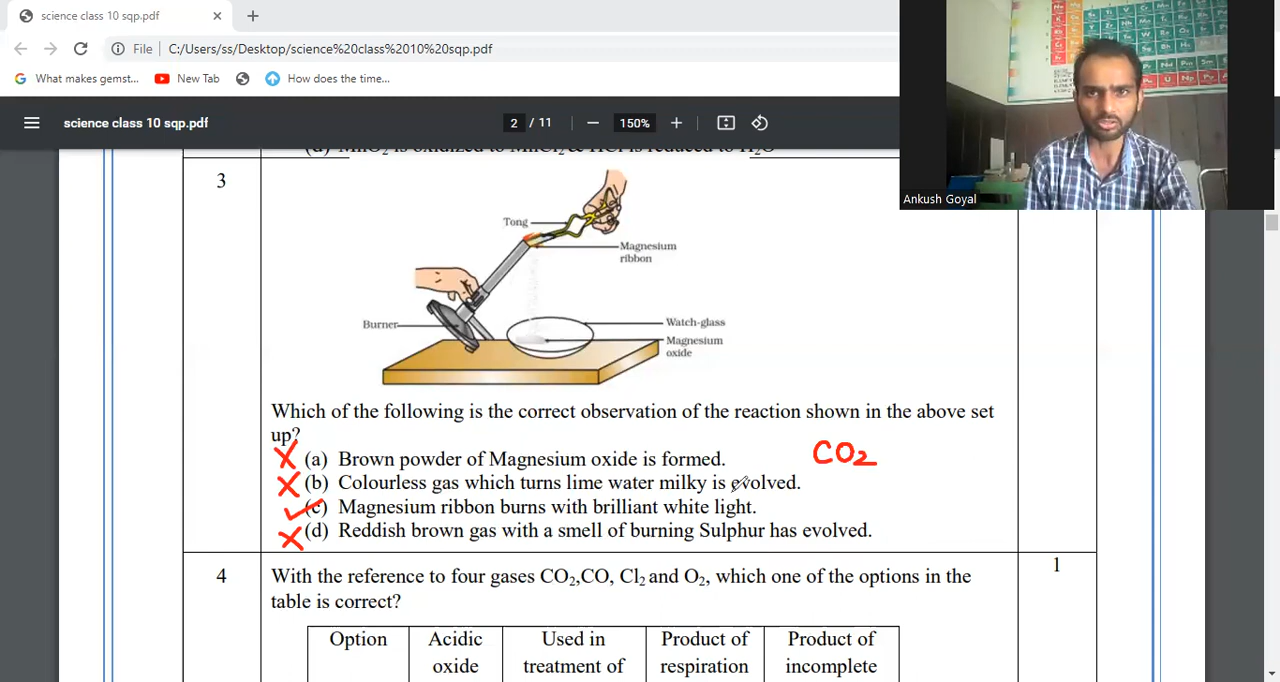 science class 10 sqp.pdf
File | C:/Users/ss/Desktop/science%20class%2010%20sqp.pdf
What makes gemst... New Tab How does the time...
science class 10 sqp.pdf 2 / 11 150%
Ankush Goyal
3
Tong
Magnesium
ribbon
Burner
Watch-glass
Magnesium
oxide
Which of the following is the correct observation of the reaction shown in the above set
up?
(a) Brown powder of Magnesium oxide is formed. CO2
(b) Colourless gas which turns lime water milky is evolved.
(c) Magnesium ribbon burns with brilliant white light.
(d) Reddish brown gas with a smell of burning Sulphur has evolved.
4 With the reference to four gases CO2,CO, Cl2 and O2, which one of the options in the 1
table is correct?
Option Acidic Used in Product of Product of
oxide treatment of respiration incomplete